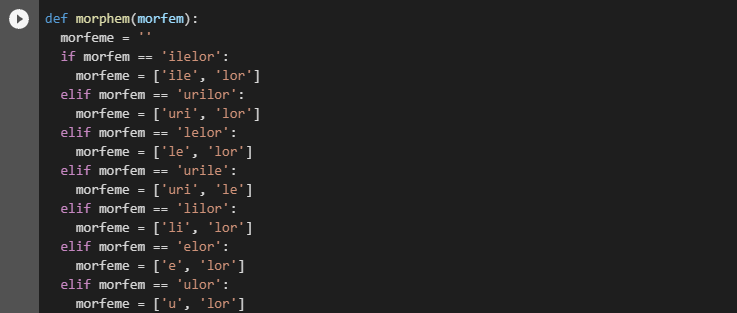 def morphem(morfem):
  morfeme = ''
  if morfem == 'ilelor':
    morfeme = ['ile', 'lor']
  elif morfem == 'urilor':
    morfeme = ['uri', 'lor']
  elif morfem == 'lelor':
    morfeme = ['le', 'lor']
  elif morfem == 'urile':
    morfeme = ['uri', 'le']
  elif morfem == 'lilor':
    morfeme = ['li', 'lor']
  elif morfem == 'elor':
    morfeme = ['e', 'lor']
  elif morfem == 'ulor':
    morfeme = ['u', 'lor']